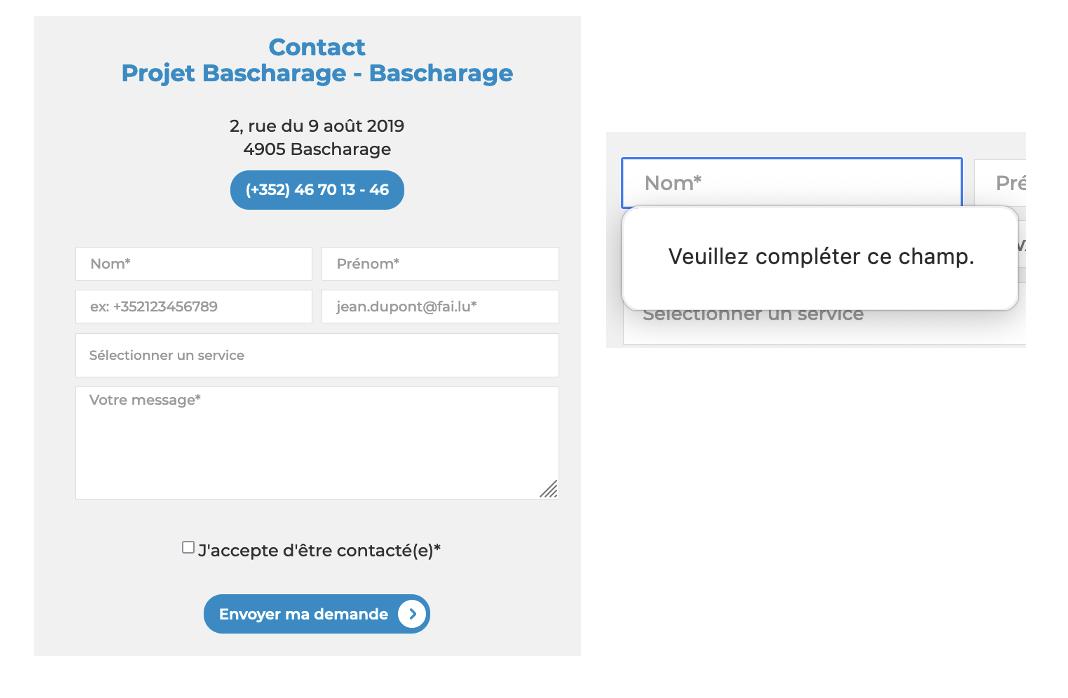 Contact
Projet Bascharage - Bascharage
2, rue du 9 août 2019
4905 Bascharage
(+352) 46 70 13 - 46
Nom*
Prénom*
ex: +352123456789
jean.dupont@fai.lu*
Sélectionner un service
Votre message*
J'accepte d'être contacté(e)*
Envoyer ma demande
Nom*
Pré
Veuillez compléter ce champ.
Sélectionner un service